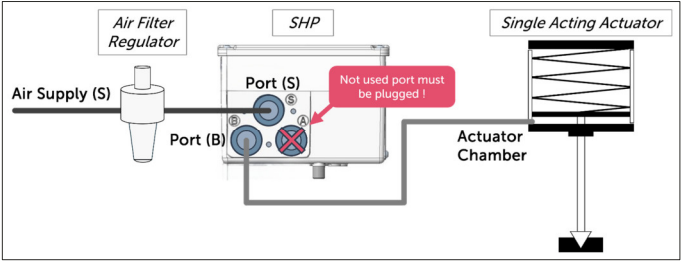 Air Filter
Regulator
SHP
Single Acting Actuator
Port (S)
Not used port must
be plugged !
Air Supply (S)
S
B
A
Port (B)
Actuator
Chamber